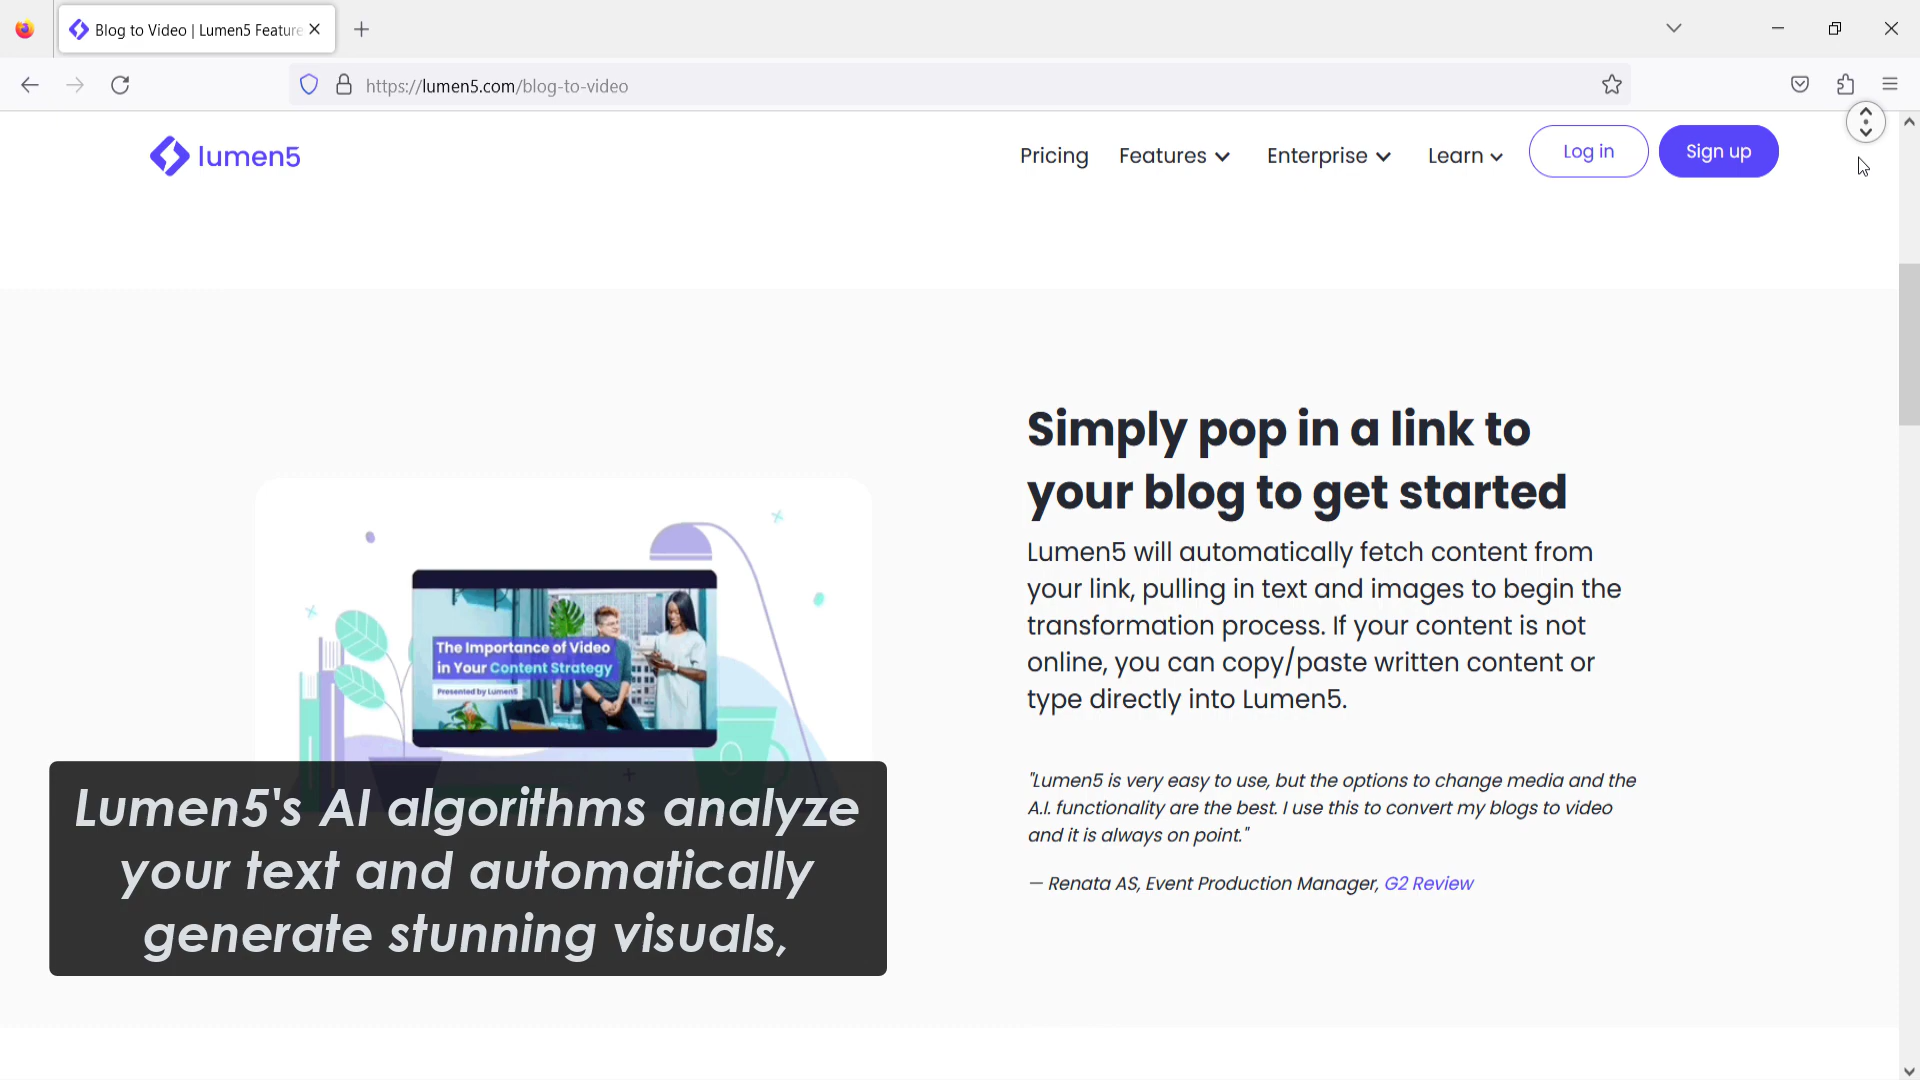 Blog to Video | Lumen5 Feature
https://lumen5.com/blog-to-video
lumen5
Pricing
Features
Enterprise
Learn
Log in
Sign up
Simply pop in a link to
your blog to get started
Lumen5 will automatically fetch content from
your link, pulling in text and images to begin the
transformation process. If your content is not
online, you can copy/paste written content or
type directly into Lumen5.
"Lumen5 is very easy to use, but the options to change media and the
A.I. functionality are the best. I use this to convert my blogs to video
and it is always on point."
— Renata AS, Event Production Manager, G2 Review
The Importance of Video
in Your Content Strategy
Presented by Lumen5
Lumen5's AI algorithms analyze
your text and automatically
generate stunning visuals,